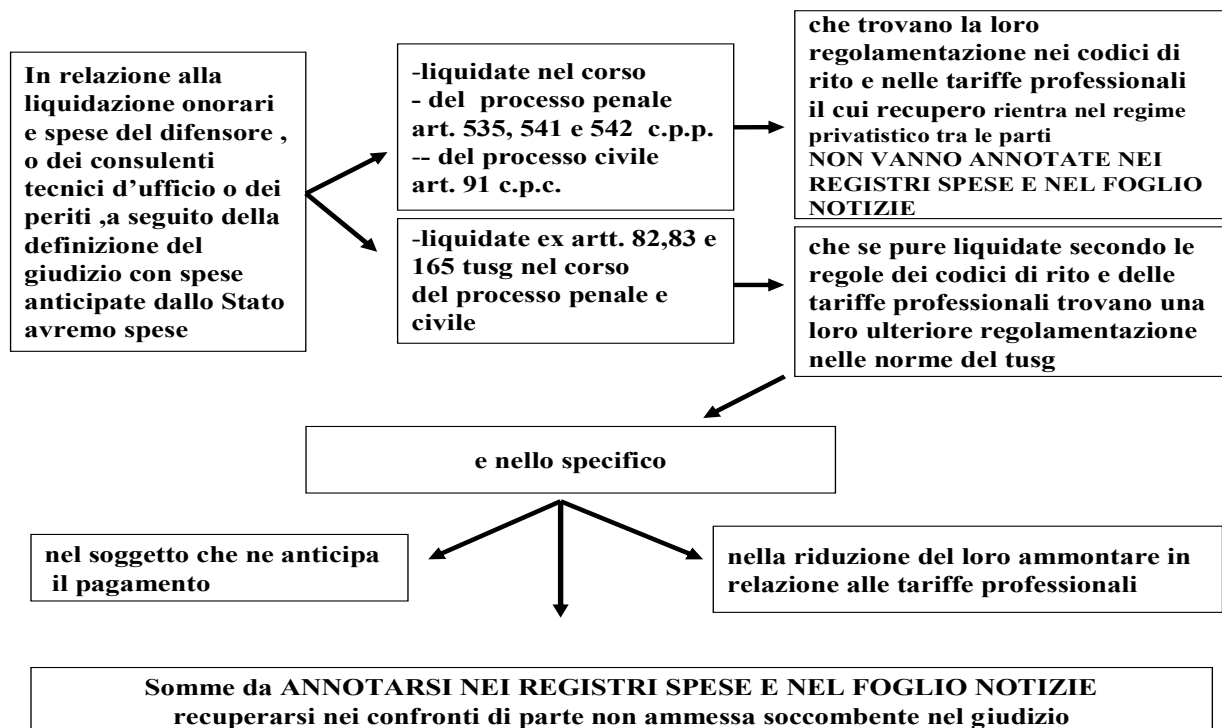 In relazione alla
liquidazione onorari
e spese del difensore ,
o dei consulenti
tecnici d'ufficio o dei
periti ,a seguito della
definizione del
giudizio con spese
anticipate dallo Stato
avremo spese
-liquidate nel corso
- del processo penale
art. 535, 541 e 542 c.p.p.
-- del processo civile
art. 91 c.p.c.
che trovano la loro
regolamentazione nei codici di
rito e nelle tariffe professionali
il cui recupero rientra nel regime
privatistico tra le parti
NON VANNO ANNOTATE NEI
REGISTRI SPESE E NEL FOGLIO
NOTIZIE
-liquidate ex artt. 82,83 e
165 tusg nel corso
del processo penale e
civile
che se pure liquidate secondo le
regole dei codici di rito e delle
tariffe professionali trovano una
loro ulteriore regolamentazione
nelle norme del tusg
e nello specifico
nel soggetto che ne anticipa
il pagamento
nella riduzione del loro ammontare in
relazione alle tariffe professionali
Somme da ANNOTARSI NEI REGISTRI SPESE E NEL FOGLIO NOTIZIE
recuperarsi nei confronti di parte non ammessa soccombente nel giudizio